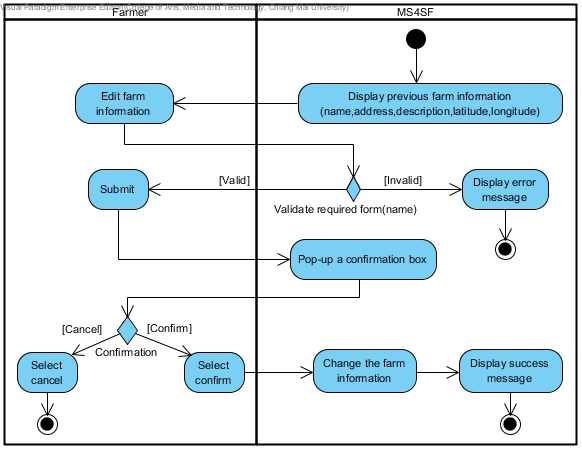 Visual Paradigm Enterprise Edition(College of Arts, Media and Technology, Chiang Mai University)
Farmer
MS4SF
Display previous farm information
(name,address,description,latitude,longitude)
Edit farm
information
[Valid]
[Invalid]
Submit
Display error
message
Validate required form(name)
Pop-up a confirmation box
[Cancel]
[Confirm]
Confirmation
Select
cancel
Select
confirm
Change the farm
information
Display success
message